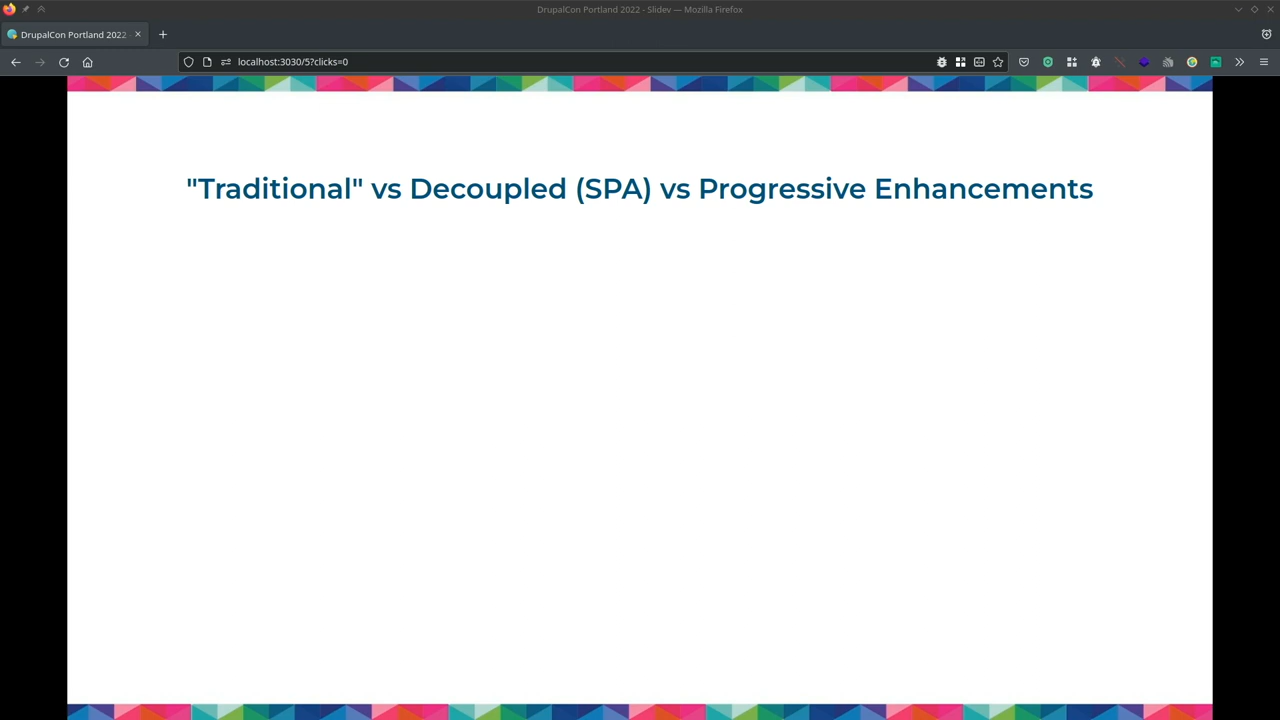 DrupalCon Portland 2022 - Slidev — Mozilla Firefox
DrupalCon Portland 2022
localhost:3030/5?clicks=0
"Traditional" vs Decoupled (SPA) vs Progressive Enhancements